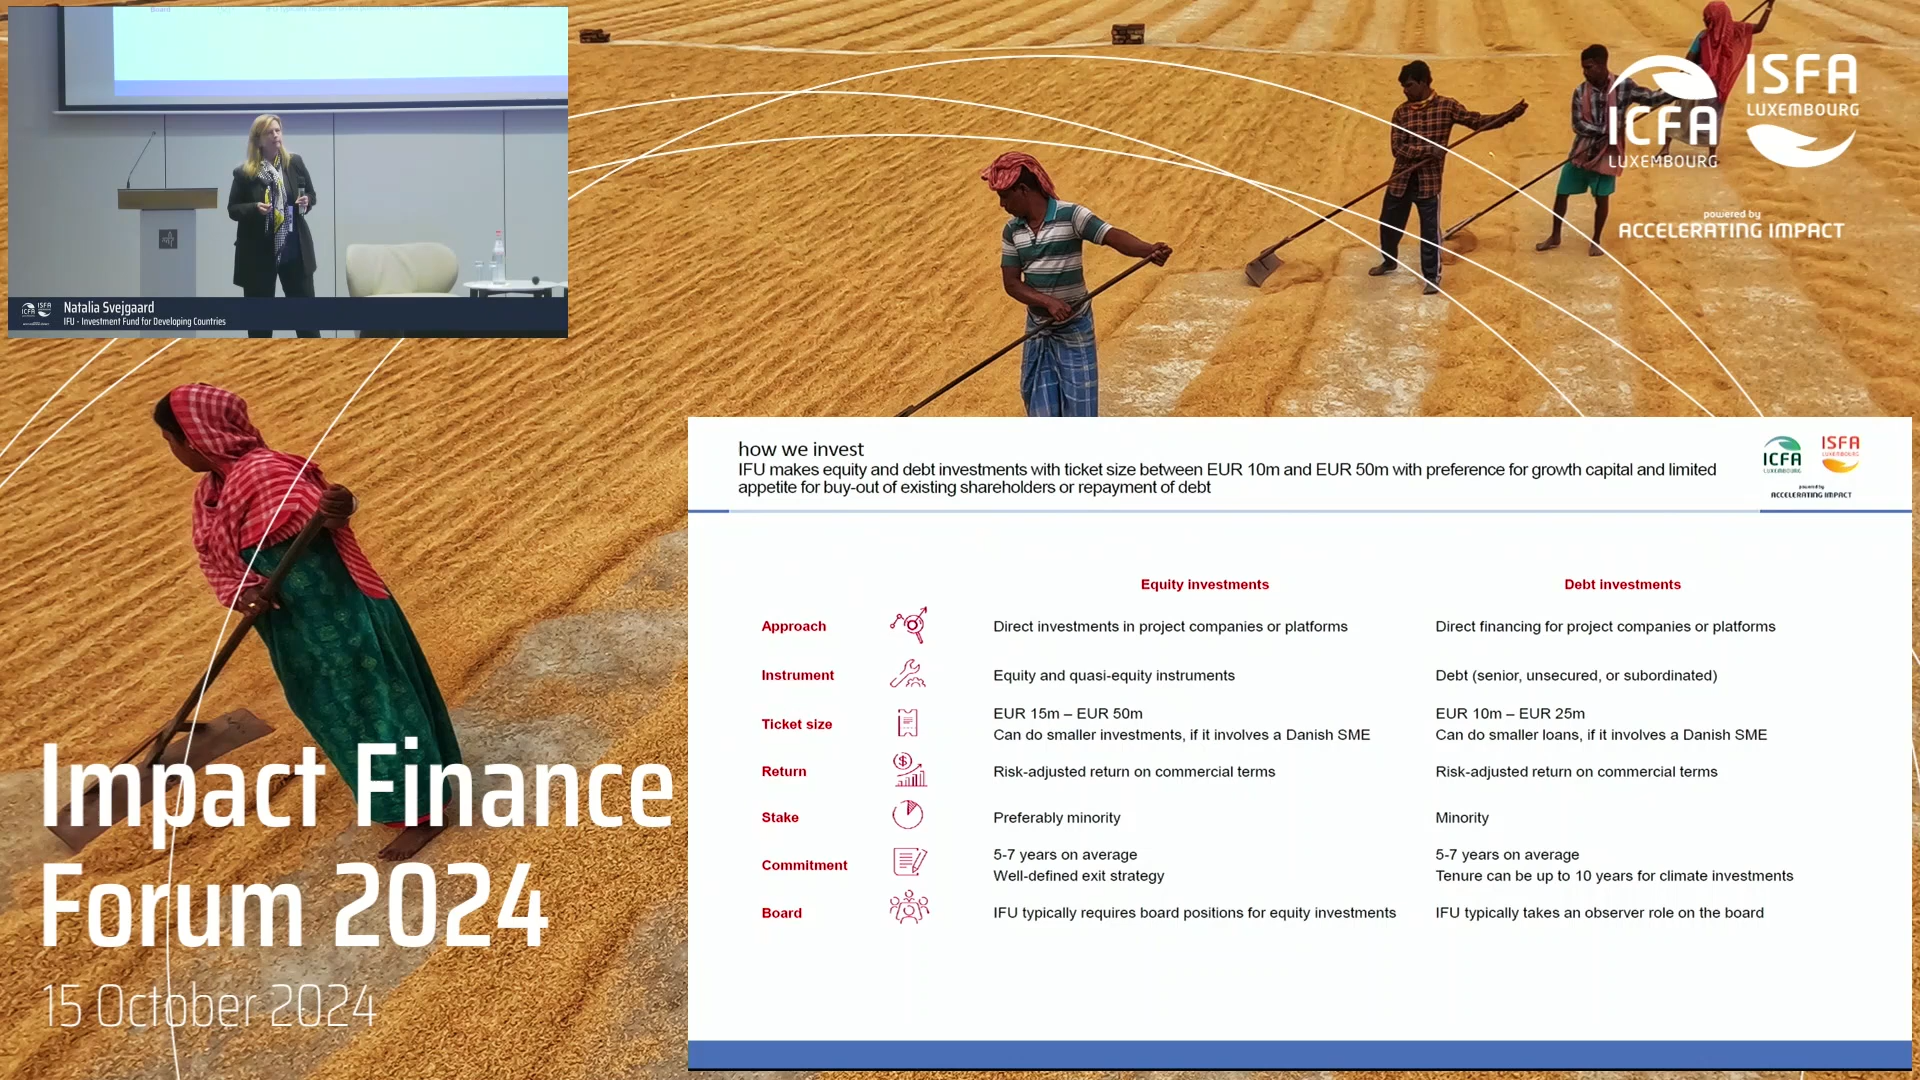 Board
Natalia Svejgaard
IFU - Investment Fund for Developing Countries
ICFA
LUXEMBOURG
ISFA
LUXEMBOURG
powered by
ACCELERATING IMPACT
Impact Finance
Forum 2024
15 October 2024
how we invest
IFU makes equity and debt investments with ticket size between EUR 10m and EUR 50m with preference for growth capital and limited
appetite for buy-out of existing shareholders or repayment of debt
ICFA
LUXEMBOURG
ISFA
LUXEMBOURG
powered by
ACCELERATING IMPACT
Equity investments
Debt investments
Approach
Direct investments in project companies or platforms
Direct financing for project companies or platforms
Instrument
Equity and quasi-equity instruments
Debt (senior, unsecured, or subordinated)
Ticket size
EUR 15m – EUR 50m
Can do smaller investments, if it involves a Danish SME
EUR 10m – EUR 25m
Can do smaller loans, if it involves a Danish SME
Return
Risk-adjusted return on commercial terms
Risk-adjusted return on commercial terms
Stake
Preferably minority
Minority
Commitment
5-7 years on average
Well-defined exit strategy
5-7 years on average
Tenure can be up to 10 years for climate investments
Board
IFU typically requires board positions for equity investments
IFU typically takes an observer role on the board